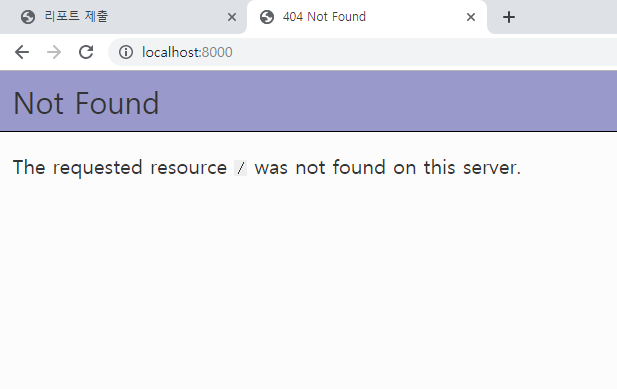 리포트 제출
404 Not Found
localhost:8000
Not Found
The requested resource / was not found on this server.